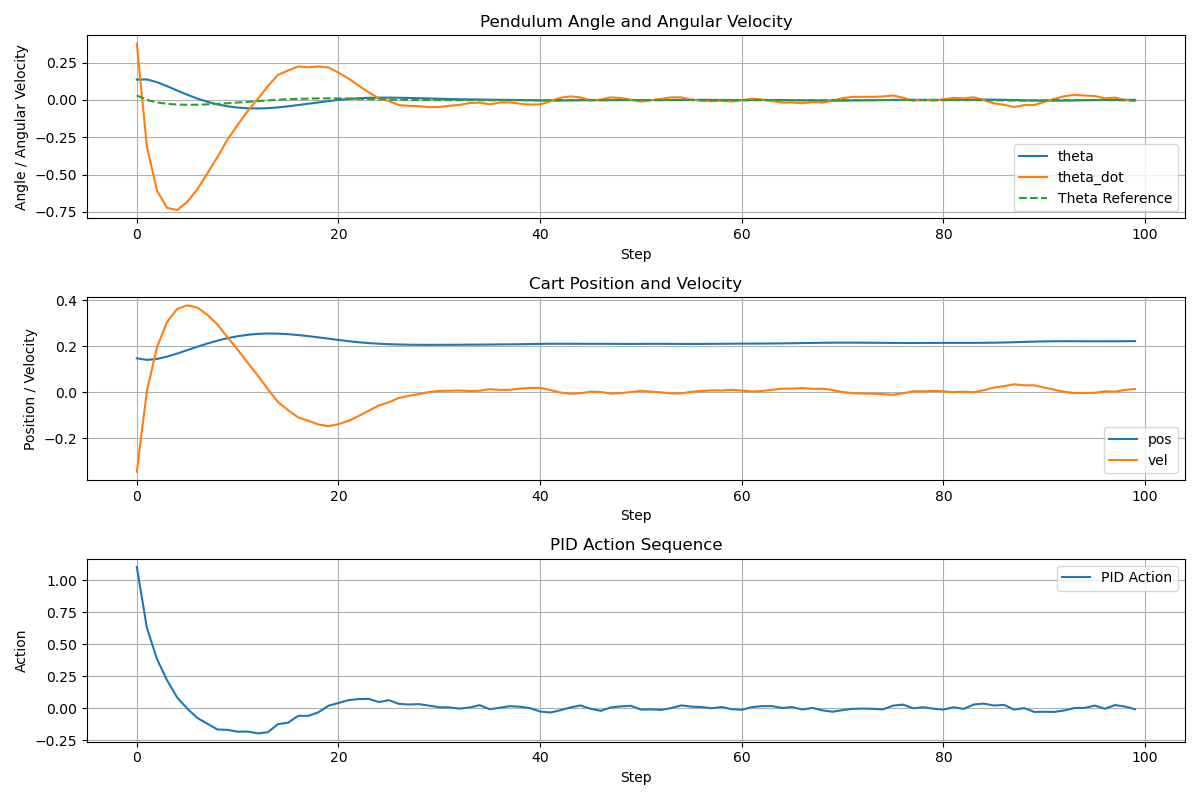 Pendulum Angle and Angular Velocity
Angle / Angular Velocity
0.25
0.00
−0.25
−0.50
−0.75
theta
theta_dot
Theta Reference
0 20 40 60 80 100
Step
Cart Position and Velocity
Position / Velocity
0.4
0.2
0.0
−0.2
pos
vel
0 20 40 60 80 100
Step
PID Action Sequence
Action
1.00
0.75
0.50
0.25
0.00
−0.25
PID Action
0 20 40 60 80 100
Step